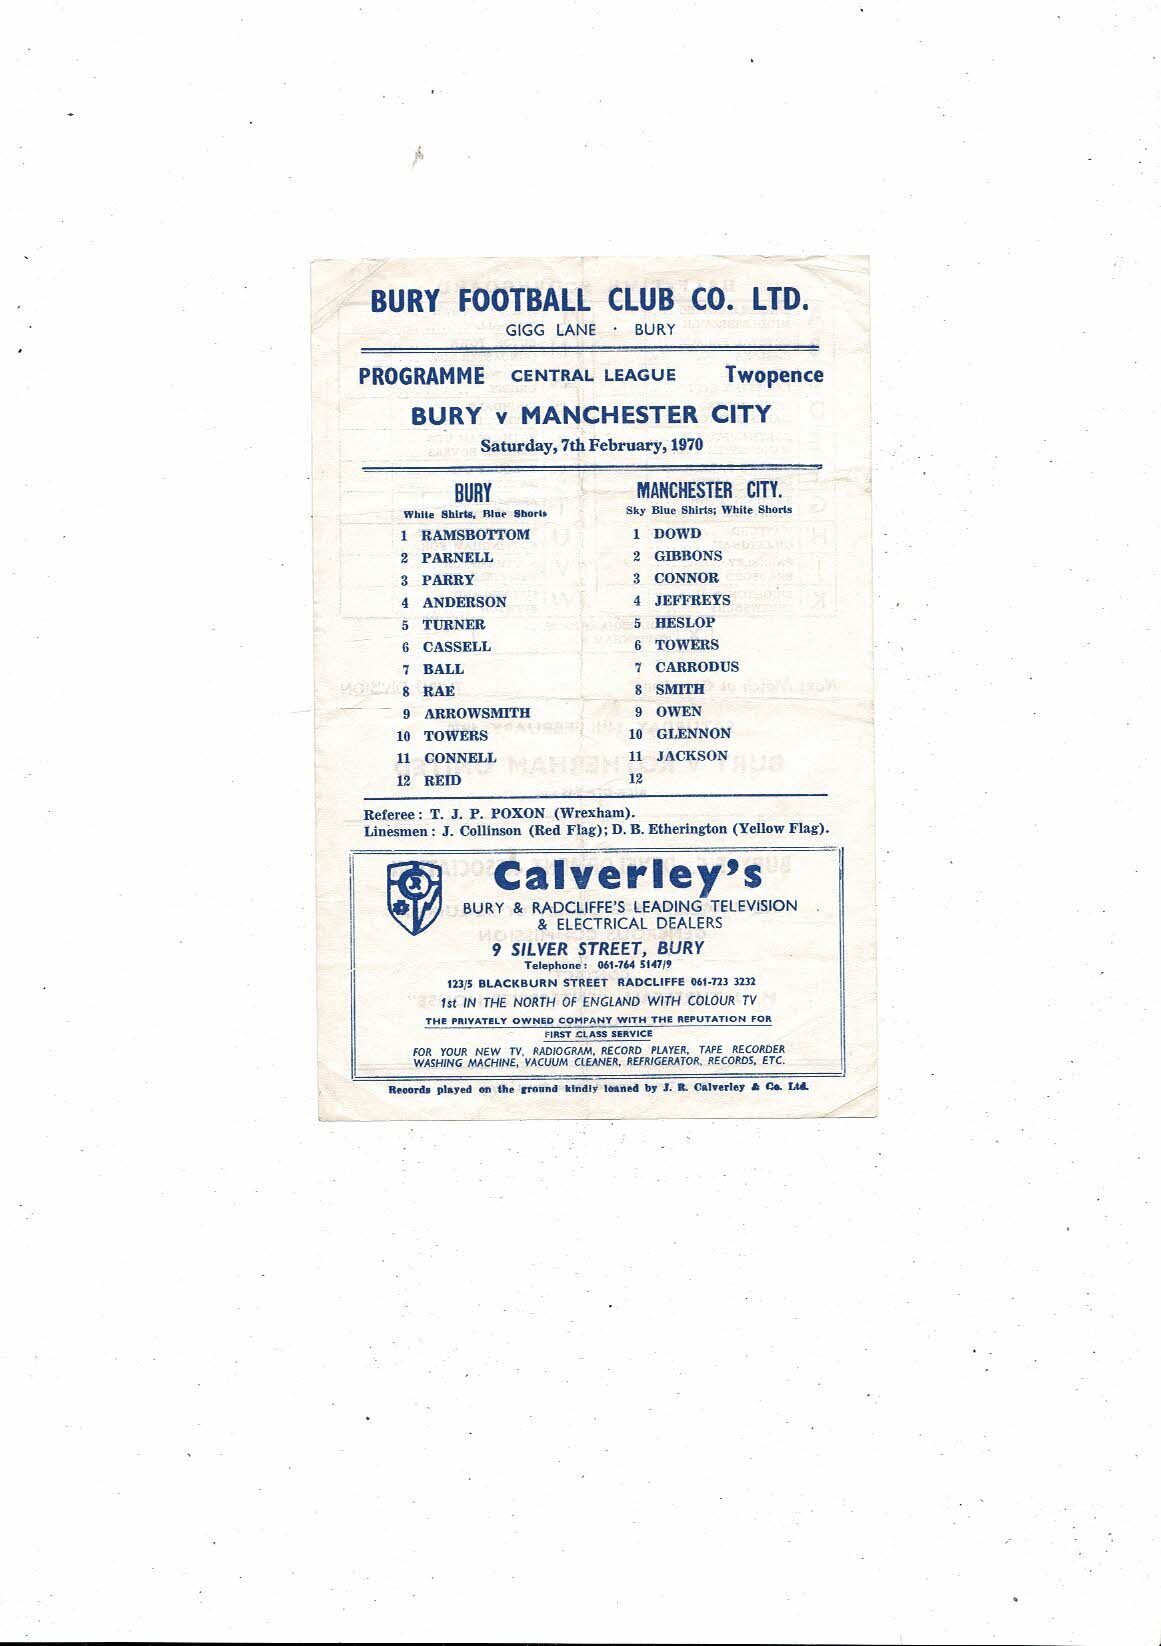 BURY FOOTBALL CLUB CO. LTD.
GIGG LANE · BURY
PROGRAMME CENTRAL LEAGUE Twopence
BURY v MANCHESTER CITY
Saturday, 7th February, 1970
BURY
White Shirts, Blue Shorts
1 RAMSBOTTOM
2 PARNELL
3 PARRY
4 ANDERSON
5 TURNER
6 CASSELL
7 BALL
8 RAE
9 ARROWSMITH
10 TOWERS
11 CONNELL
12 REID
MANCHESTER CITY.
Sky Blue Shirts; White Shorts
1 DOWD
2 GIBBONS
3 CONNOR
4 JEFFREYS
5 HESLOP
6 TOWERS
7 CARRODUS
8 SMITH
9 OWEN
10 GLENNON
11 JACKSON
12
Referee: T. J. P. POXON (Wrexham).
Linesmen: J. Collinson (Red Flag); D. B. Etherington (Yellow Flag).
Calverley's
BURY & RADCLIFFE'S LEADING TELEVISION
& ELECTRICAL DEALERS
9 SILVER STREET, BURY
Telephone: 061-764 5147/9
123/5 BLACKBURN STREET RADCLIFFE 061-723 3232
1st IN THE NORTH OF ENGLAND WITH COLOUR TV
THE PRIVATELY OWNED COMPANY WITH THE REPUTATION FOR
FIRST CLASS SERVICE
FOR YOUR NEW TV, RADIOGRAM, RECORD PLAYER, TAPE RECORDER
WASHING MACHINE, VACUUM CLEANER, REFRIGERATOR, RECORDS, ETC.
Records played on the ground kindly loaned by J. R. Calverley & Co. Ltd.